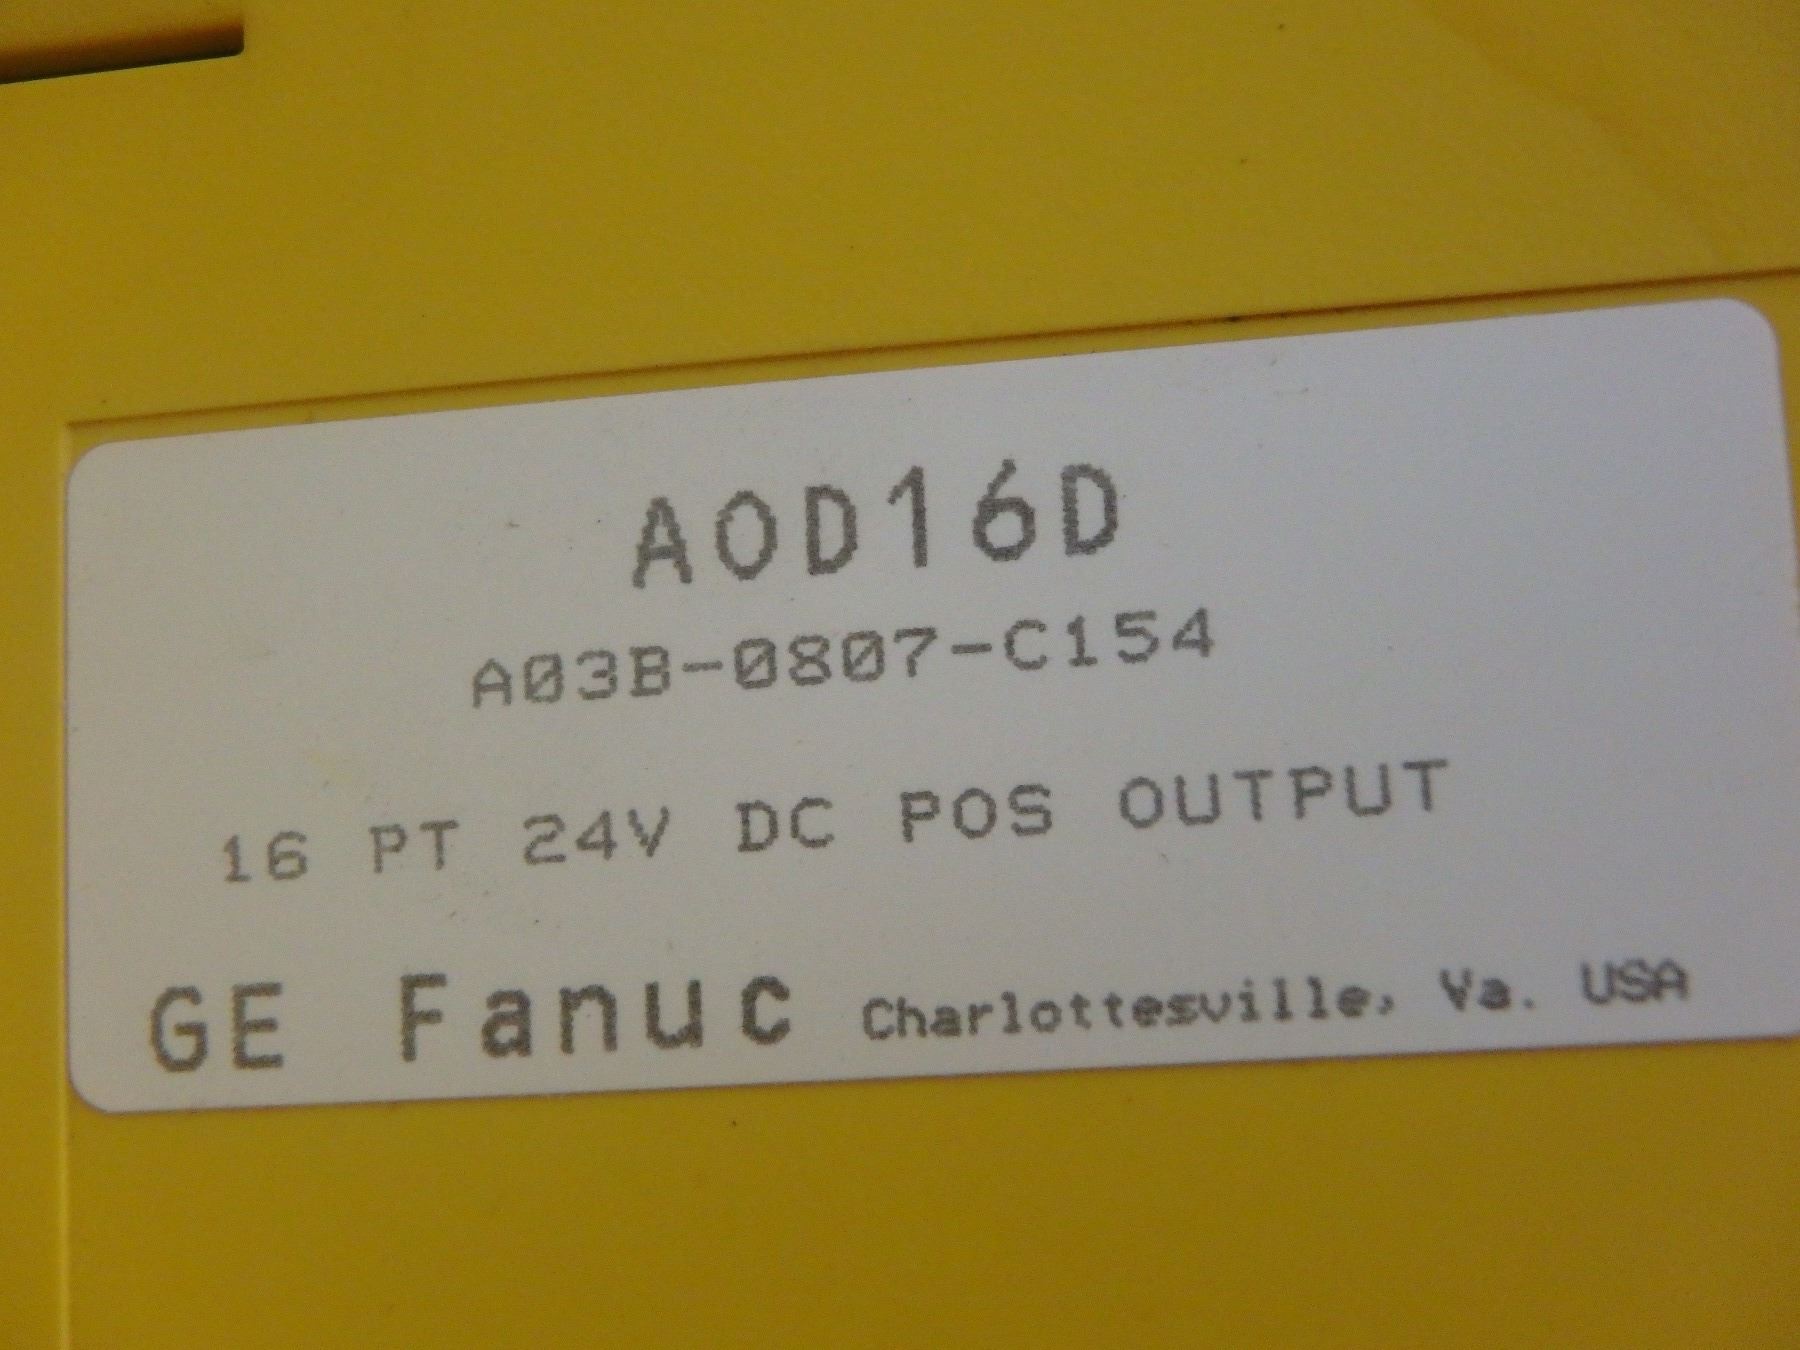 AOD16D
A03B-0807-C154
16 PT 24V DC POS OUTPUT
GE Fanuc Charlottesville, Va. USA